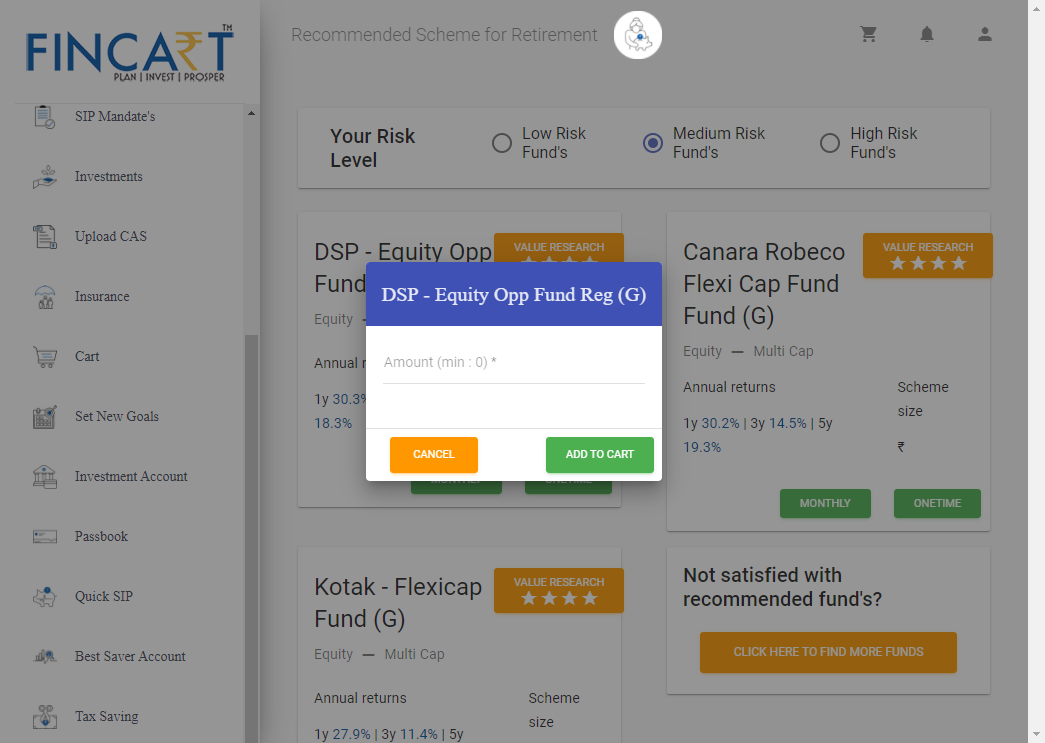 FINCART
TM
PLAN | INVEST | PROSPER
SIP Mandate's
Investments
Upload CAS
Insurance
Cart
Set New Goals
Investment Account
Passbook
Quick SIP
Best Saver Account
Tax Saving
Recommended Scheme for Retirement
Your Risk
Level
Low Risk
Fund's
Medium Risk
Fund's
High Risk
Fund's
DSP - Equity Opp
Fund
VALUE RESEARCH
Equity —
Annual
1y 30.3%
18.3%
MONTHLY
ONETIME
DSP - Equity Opp Fund Reg (G)
Amount (min : 0) *
CANCEL
ADD TO CART
Canara Robeco
Flexi Cap Fund
Fund (G)
VALUE RESEARCH
Equity — Multi Cap
Annual returns
1y 30.2% | 3y 14.5% | 5y
19.3%
Scheme
size
₹
MONTHLY
ONETIME
Kotak - Flexicap
Fund (G)
VALUE RESEARCH
Equity — Multi Cap
Annual returns
1y 27.9% | 3y 11.4% | 5y
Scheme
size
Not satisfied with
recommended fund's?
CLICK HERE TO FIND MORE FUNDS